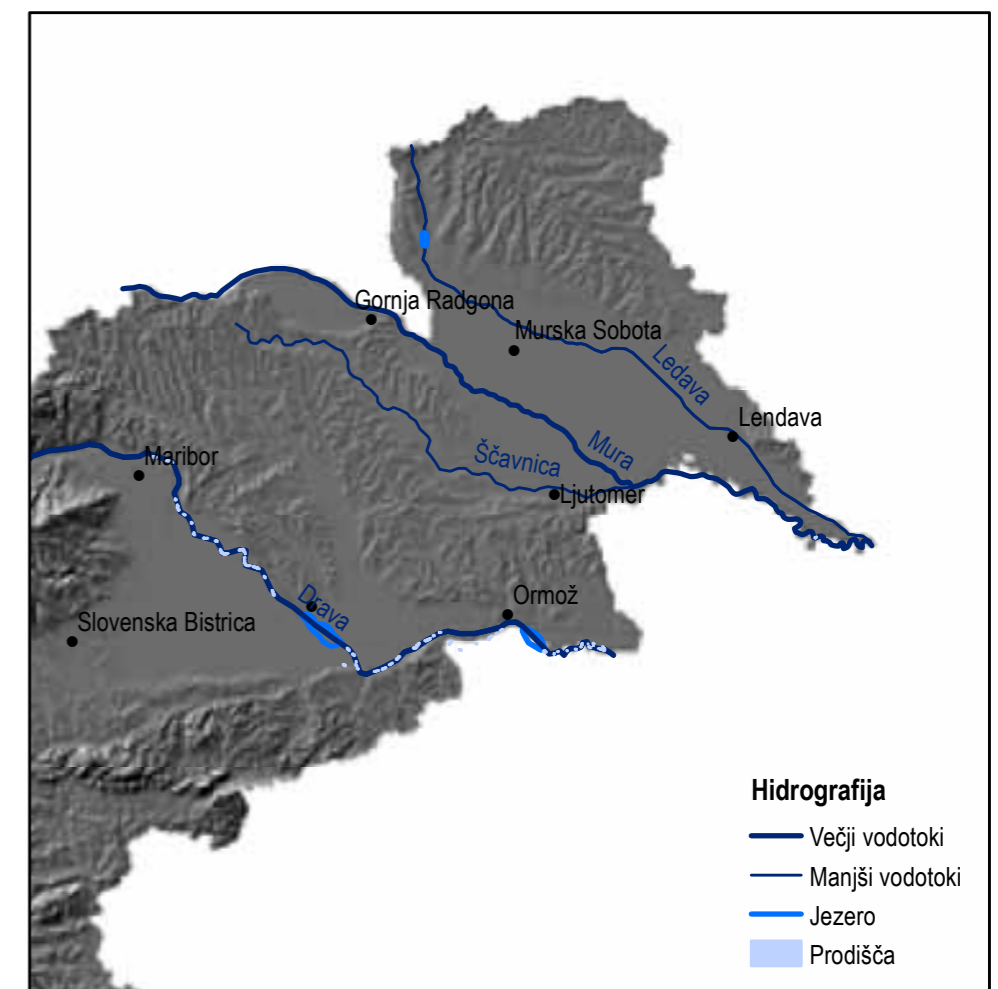 Gornja Radgona
Murska Sobota
Ledava
Lendava
Mura
Ščavnica
Maribor
Ljutomer
Drava
Ormož
Slovenska Bistrica
Hidrografija
Večji vodotoki
Manjši vodotoki
Jezero
Prodišča